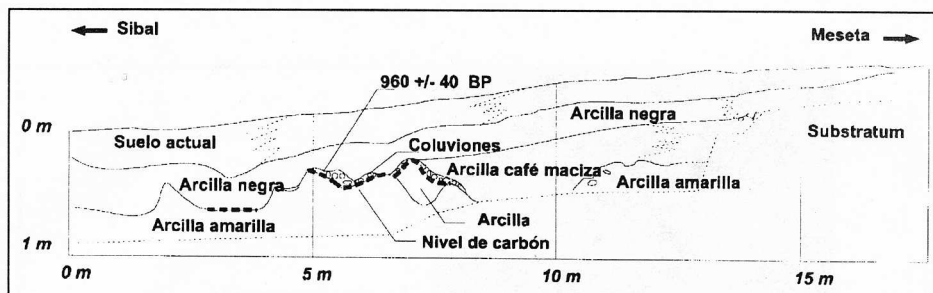 Sibal
Meseta
960 +/- 40 BP
0 m
Arcilla negra
Suelo actual
Coluviones
Substratum
Arcilla negra
Arcilla café maciza
Arcilla amarilla
Arcilla amarilla
Arcilla
Nivel de carbón
1 m
0 m
5 m
10 m
15 m